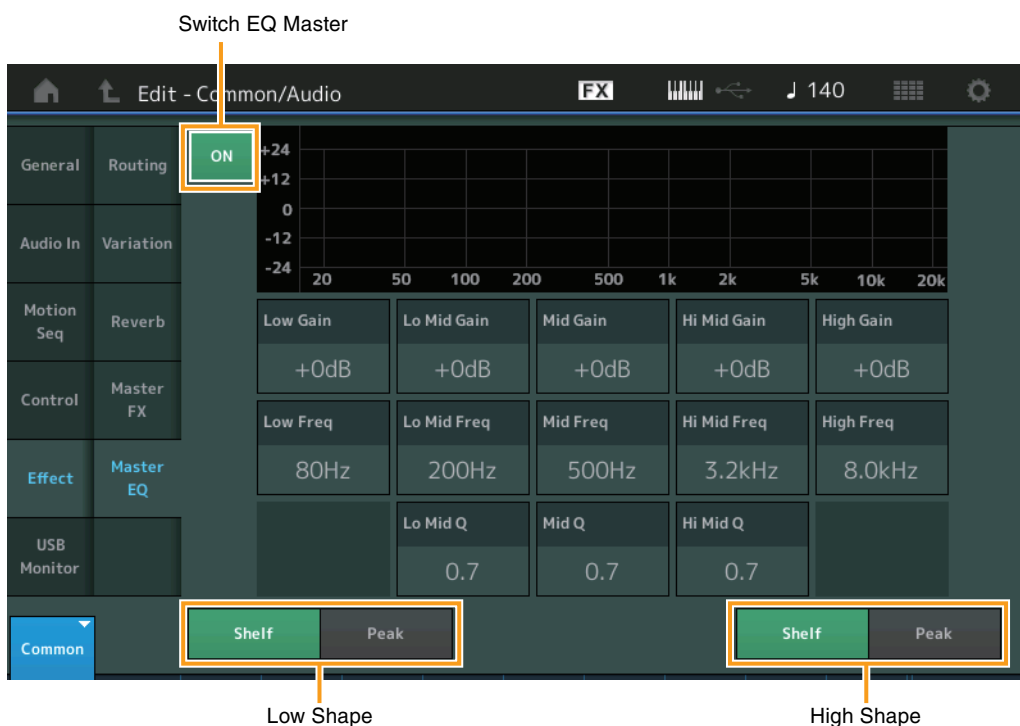 Switch EQ Master
Edit - Common/Audio FX 140
General Routing ON
Audio In Variation
Motion Seq
Reverb
Control
Master FX
Effect
Master EQ
USB Monitor
Common
+24
+12
0
-12
-24
20 50 100 200 500 1k 2k 5k 10k 20k
Low Gain Lo Mid Gain Mid Gain Hi Mid Gain High Gain
+0dB +0dB +0dB +0dB +0dB
Low Freq Lo Mid Freq Mid Freq Hi Mid Freq High Freq
80Hz 200Hz 500Hz 3.2kHz 8.0kHz
Lo Mid Q Mid Q Hi Mid Q
0.7 0.7 0.7
Shelf Peak Shelf Peak
Low Shape High Shape